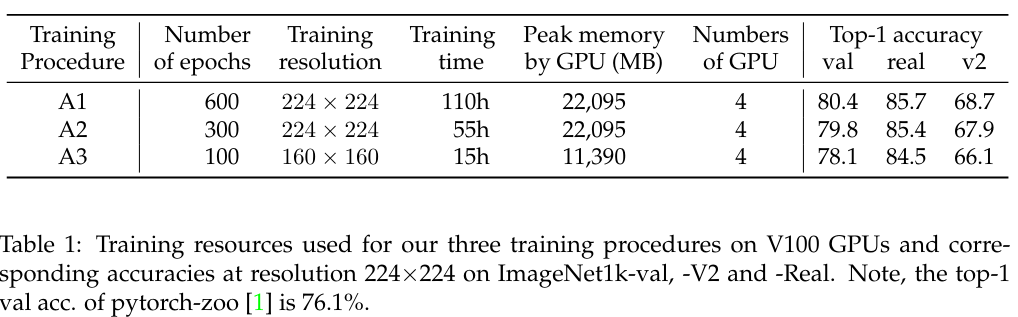 Training Number Training Training Peak memory Numbers Top-1 accuracy
Procedure of epochs resolution time by GPU (MB) of GPU val real v2
A1 600 224 × 224 110h 22,095 4 80.4 85.7 68.7
A2 300 224 × 224 55h 22,095 4 79.8 85.4 67.9
A3 100 160 × 160 15h 11,390 4 78.1 84.5 66.1
Table 1: Training resources used for our three training procedures on V100 GPUs and corre-
sponding accuracies at resolution 224×224 on ImageNet1k-val, -V2 and -Real. Note, the top-1
val acc. of pytorch-zoo [1] is 76.1%.